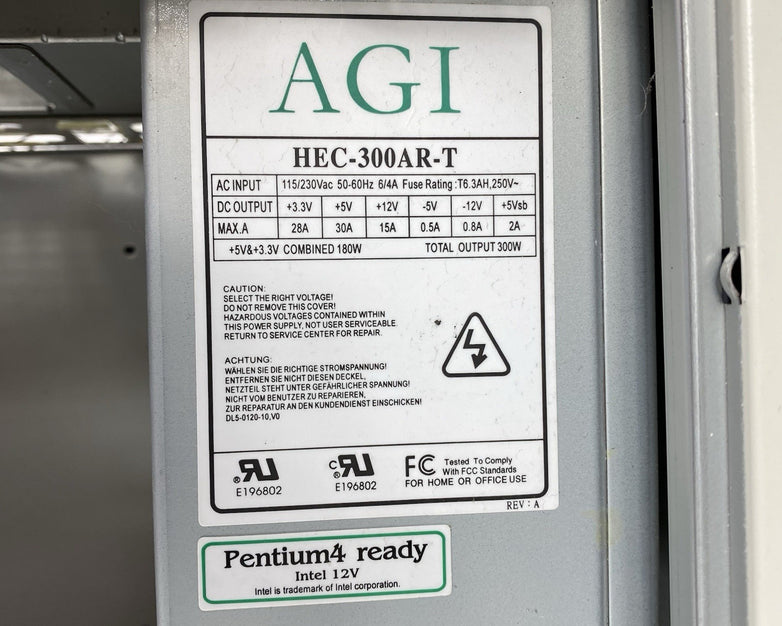 AGI
HEC-300AR-T
AC INPUT 115/230Vac 50-60Hz 6/4A Fuse Rating :T6.3AH,250V~
DC OUTPUT +3.3V +5V +12V -5V -12V +5Vsb
MAX.A 28A 30A 15A 0.5A 0.8A 2A
+5V&+3.3V COMBINED 180W TOTAL OUTPUT 300W
CAUTION:
SELECT THE RIGHT VOLTAGE!
DO NOT REMOVE THIS COVER!
HAZARDOUS VOLTAGES CONTAINED WITHIN
THIS POWER SUPPLY, NOT USER SERVICEABLE
RETURN TO SERVICE CENTER FOR REPAIR.
ACHTUNG:
WÄHLEN SIE DIE RICHTIGE STROMSPANUNG!
ENTFERNEN SIE NICHT DIESEN DECKEL,
NETZTEIL STEHT UNTER GEFÄHRLICHER SPANNUNG!
NICHT VOM BENUTZER ZU REPARIEREN,
ZUR REPARATUR AN DEN KUNDENDIENST EINSCHICKEN!
DL5-0120-10,V0
E196802
E196802
FC Tested To Comply
With FCC Standards
FOR HOME OR OFFICE USE
REV : A
Pentium4 ready
Intel 12V
Intel is trademark of Intel corporation.